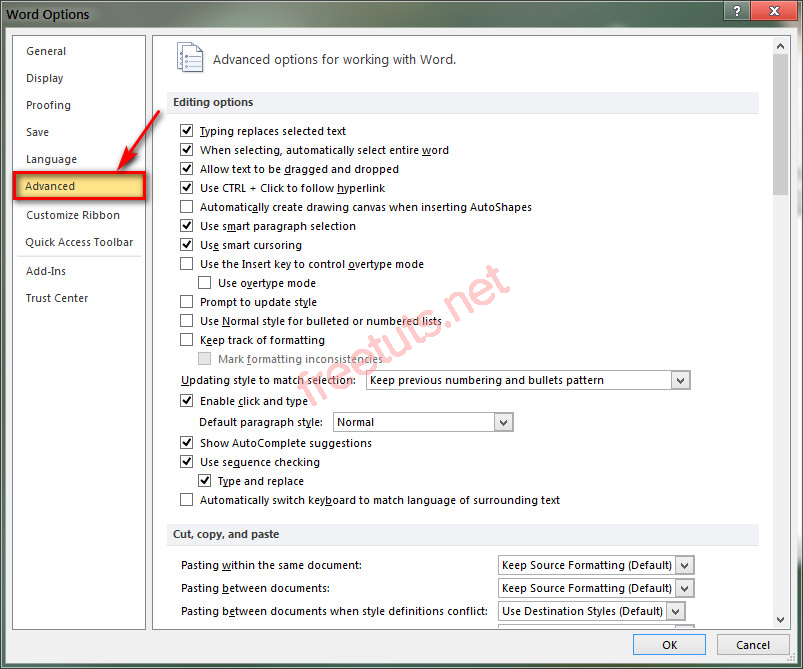 Word Options
General
Display
Proofing
Save
Language
Advanced
Customize Ribbon
Quick Access Toolbar
Add-Ins
Trust Center
Advanced options for working with Word.
Editing options
Typing replaces selected text
When selecting, automatically select entire word
Allow text to be dragged and dropped
Use CTRL + Click to follow hyperlink
Automatically create drawing canvas when inserting AutoShapes
Use smart paragraph selection
Use smart cursoring
Use the Insert key to control overtype mode
Use overtype mode
Prompt to update style
Use Normal style for bulleted or numbered lists
Keep track of formatting
Mark formatting inconsistencies
Updating style to match selection: Keep previous numbering and bullets pattern
Enable click and type
Default paragraph style: Normal
Show AutoComplete suggestions
Use sequence checking
Type and replace
Automatically switch keyboard to match language of surrounding text
Cut, copy, and paste
Pasting within the same document: Keep Source Formatting (Default)
Pasting between documents: Keep Source Formatting (Default)
Pasting between documents when style definitions conflict: Use Destination Styles (Default)
OK Cancel
freetuts.net